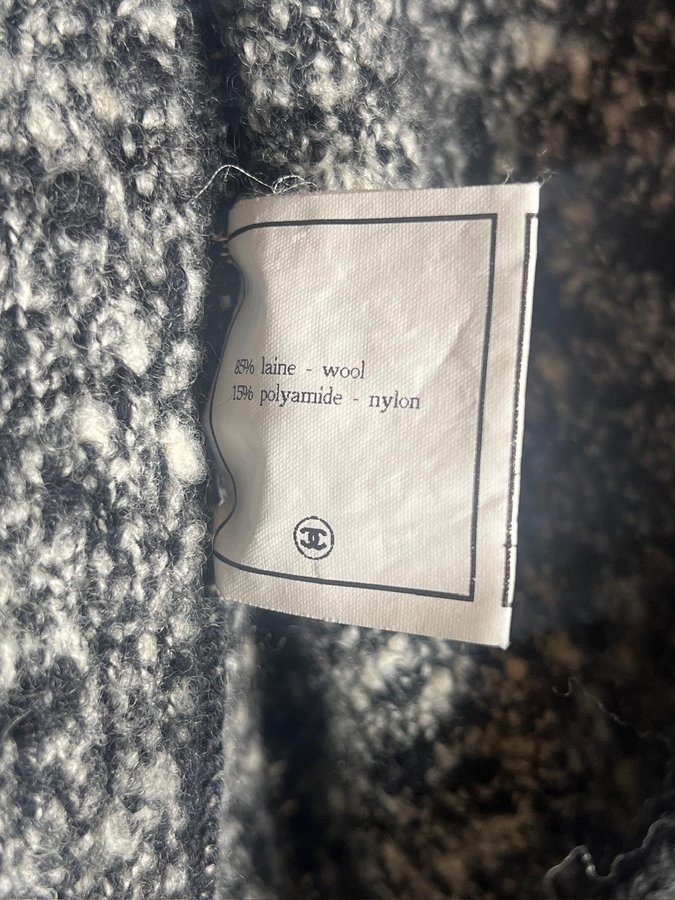 85% laine - wool
15% polyamide - nylon